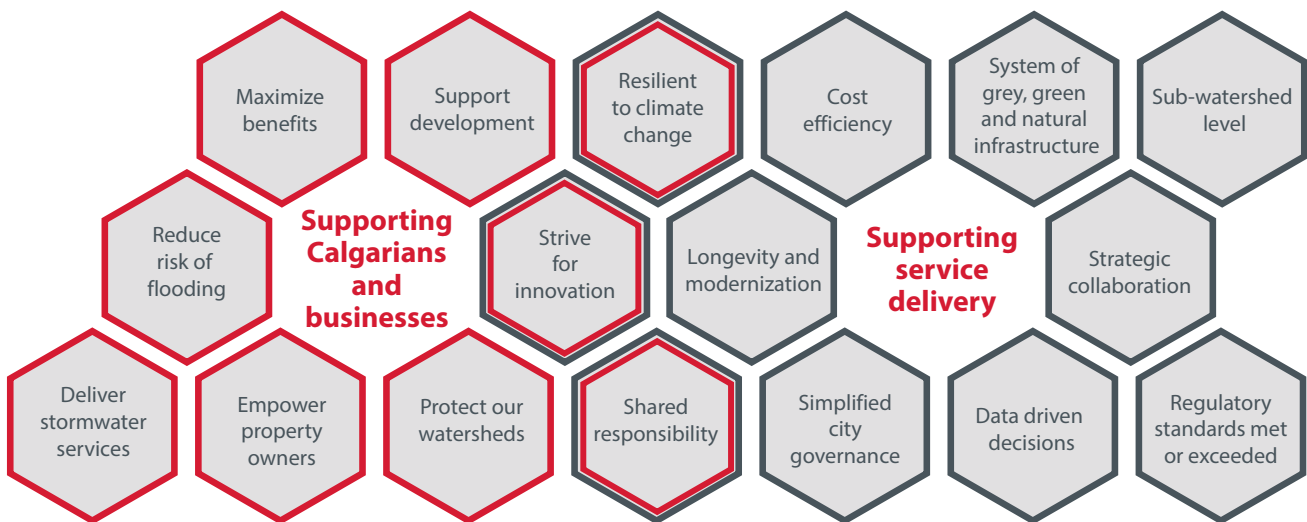 Maximize
benefits
Support
development
Resilient
to climate
change
Cost
efficiency
System of
grey, green
and natural
infrastructure
Sub-watershed
level
Reduce
risk of
flooding
Supporting
Calgarians
and
businesses
Strive
for
innovation
Longevity and
modernization
Supporting
service
delivery
Strategic
collaboration
Deliver
stormwater
services
Empower
property
owners
Protect our
watersheds
Shared
responsibility
Simplified
city
governance
Data driven
decisions
Regulatory
standards met
or exceeded